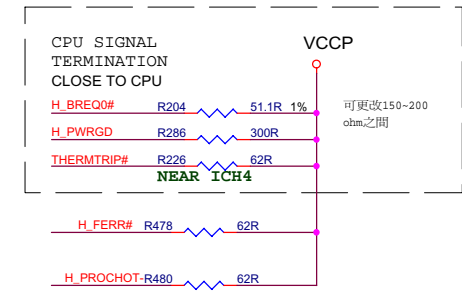 CPU SIGNAL
TERMINATION
CLOSE TO CPU
VCCP
H_BREQ0# R204 51.1R 1%
可更改150~200
ohm之間
H_PWRGD R286 300R
THERMTRIP# R226 62R
NEAR ICH4
H_FERR# R478 62R
H_PROCHOT- R480 62R